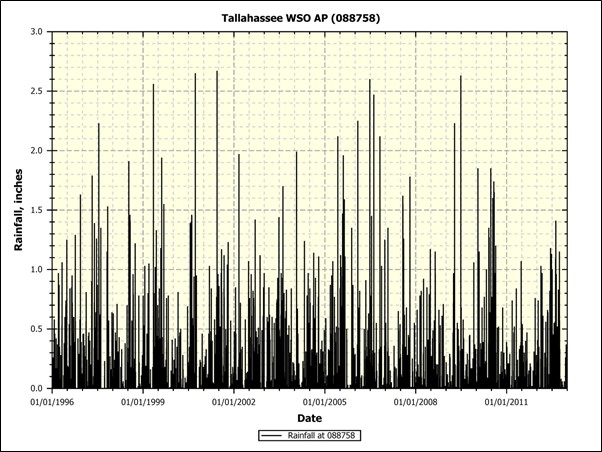 Tallahassee WSO AP (088758)
3.0
2.5
2.0
1.5
1.0
0.5
0.0
Rainfall, inches
01/01/1996 01/01/1999 01/01/2002 01/01/2005 01/01/2008 01/01/2011
Date
Rainfall at 088758